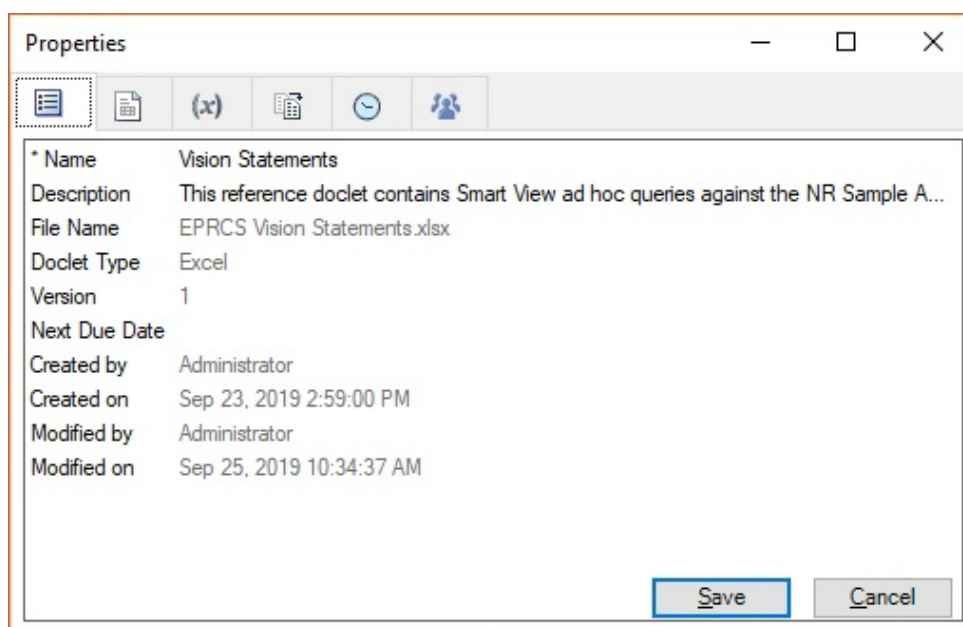 Properties
(x)
* Name Vision Statements
Description This reference doclet contains Smart View ad hoc queries against the NR Sample A...
File Name EPRCS Vision Statements.xlsx
Doclet Type Excel
Version 1
Next Due Date
Created by Administrator
Created on Sep 23, 2019 2:59:00 PM
Modified by Administrator
Modified on Sep 25, 2019 10:34:37 AM
Save Cancel